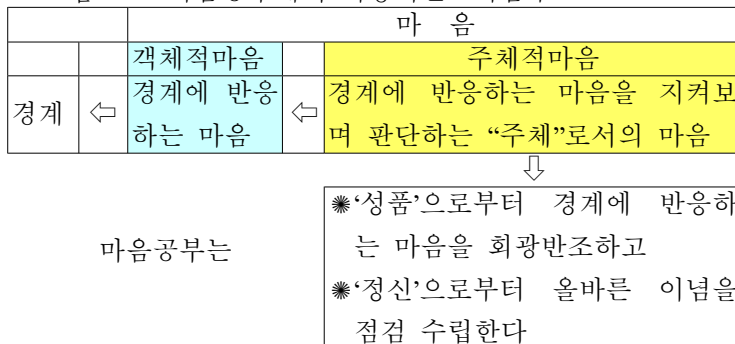 마 음
객체적마음 주체적마음
경계 ⇦ 경계에 반응하는 마음 ⇦ 경계에 반응하는 마음을 지켜보며 판단하는 “주체”로서의 마음
⇩
마음공부는
✺‘성품’으로부터 경계에 반응하
는 마음을 회광반조하고
✺‘정신’으로부터 올바른 이념을
점검 수립한다